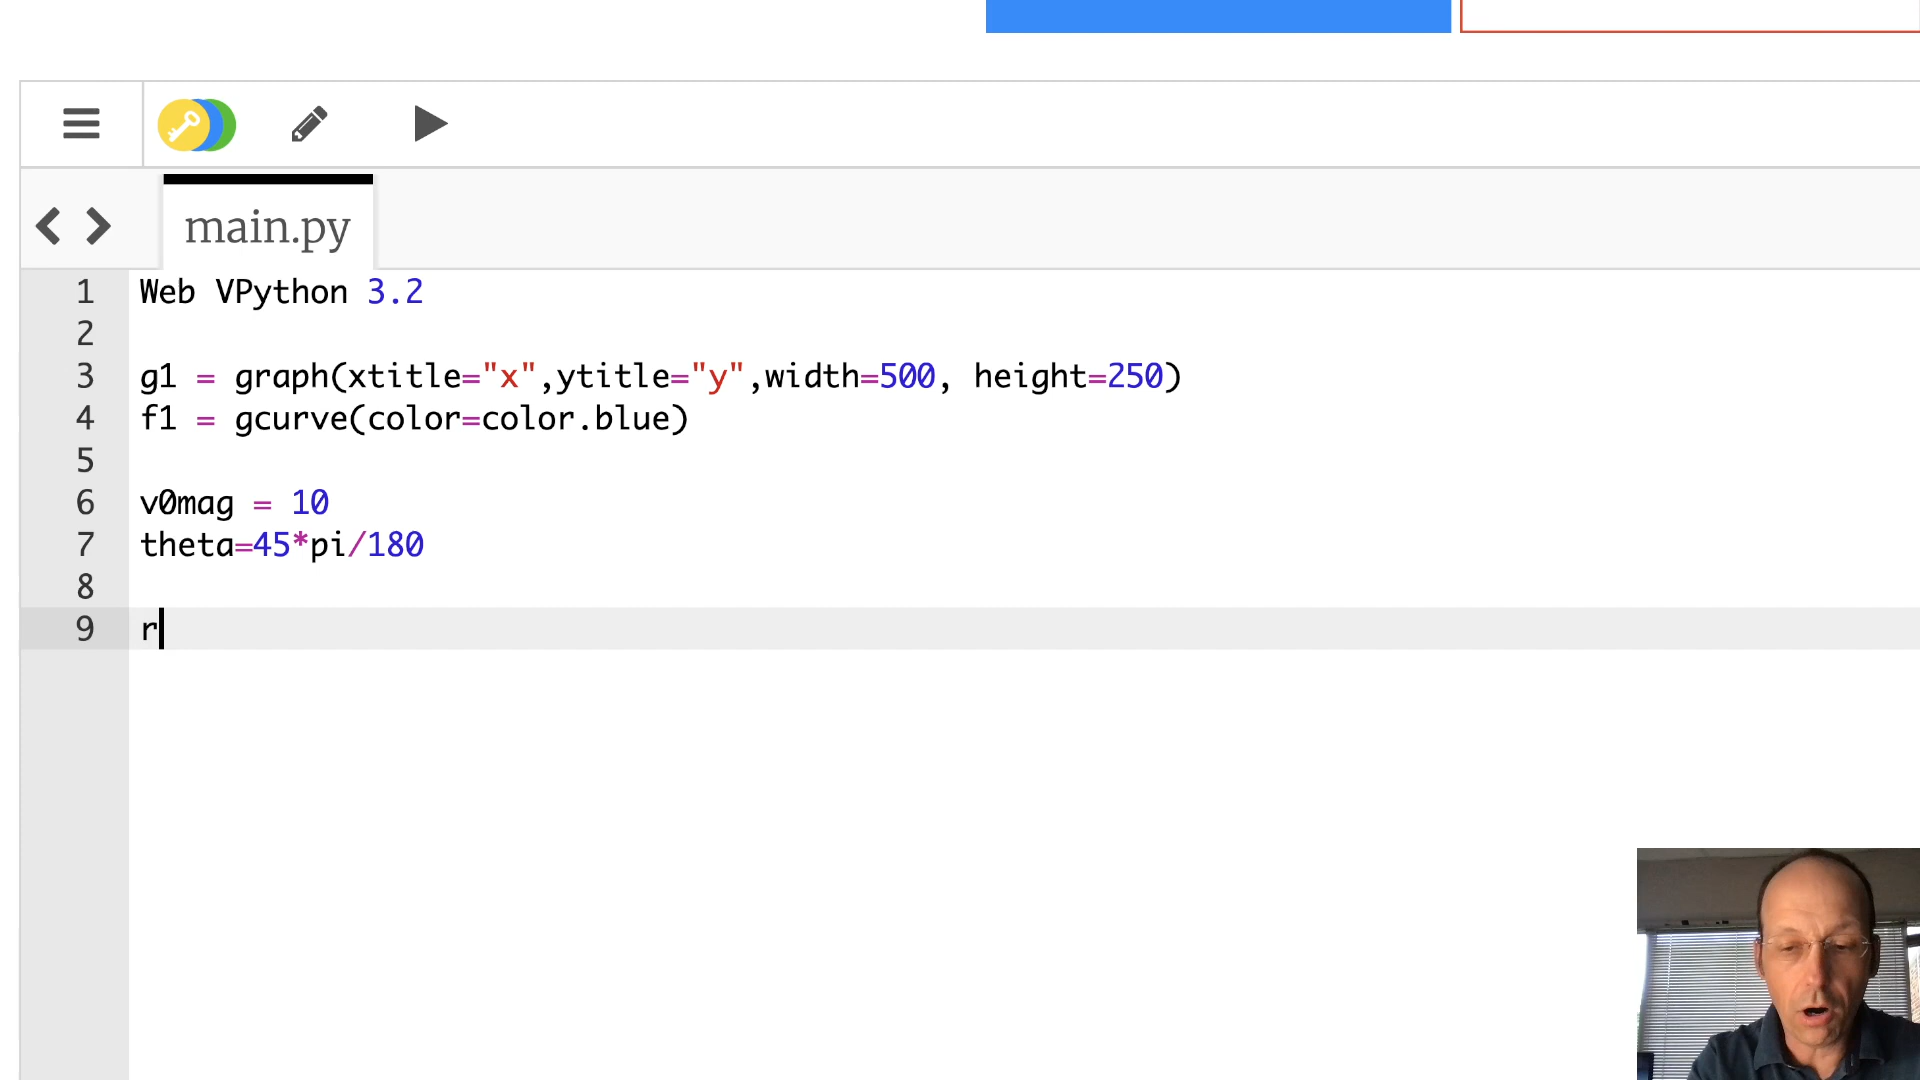 main.py
1 Web VPython 3.2
2
3 g1 = graph(xtitle="x",ytitle="y",width=500, height=250)
4 f1 = gcurve(color=color.blue)
5
6 v0mag = 10
7 theta=45*pi/180
8
9 r